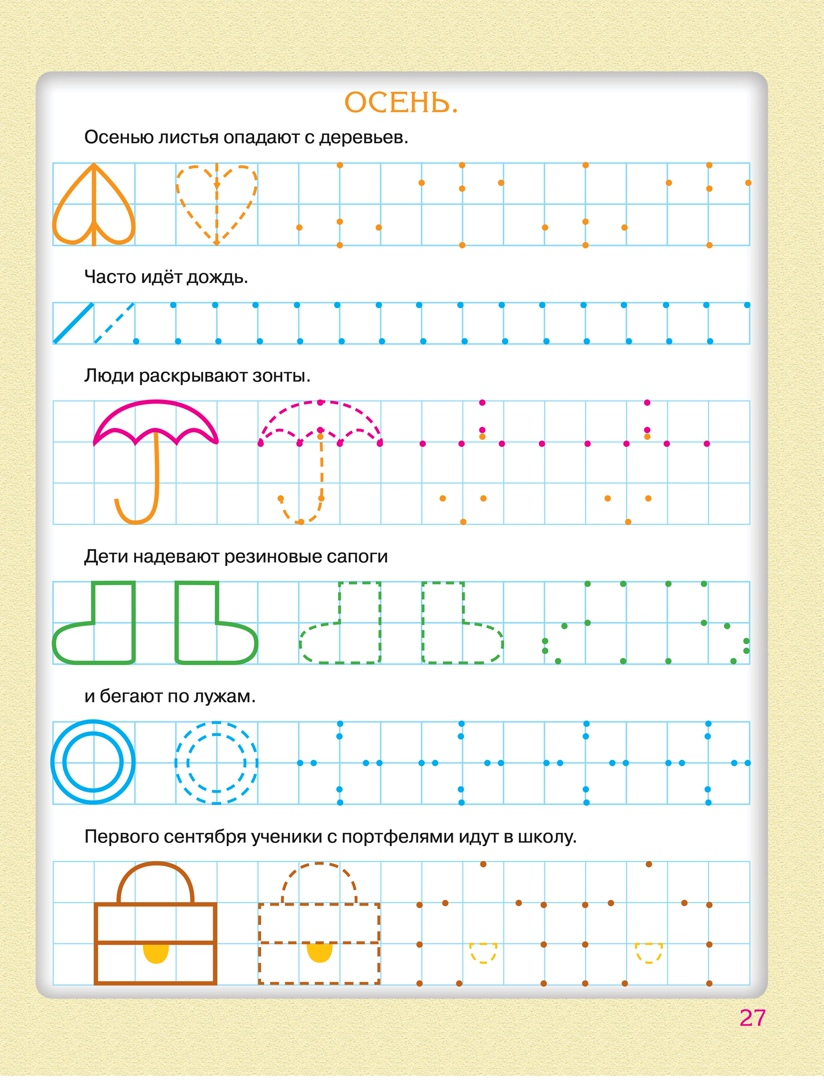 ОСЕНЬ.
Осенью листья опадают с деревьев.
Часто идёт дождь.
Люди раскрывают зонты.
Дети надевают резиновые сапоги
и бегают по лужам.
Первого сентября ученики с портфелями идут в школу.
27